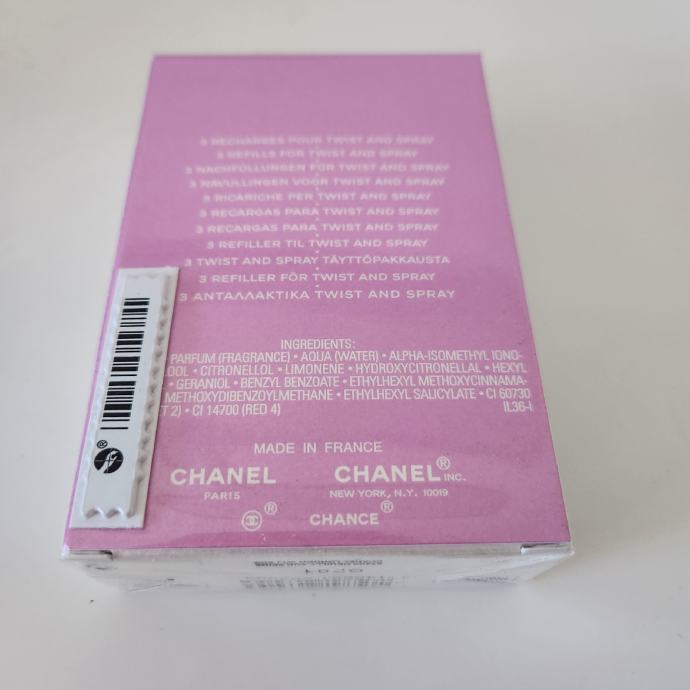 3 RECHARGES POUR TWIST AND SPRAY
3 REFILLS FOR TWIST AND SPRAY
3 NACHFÜLLUNGEN FÜR TWIST AND SPRAY
3 NAVULLINGEN VOOR TWIST AND SPRAY
3 RICARICHE PER TWIST AND SPRAY
3 RECARGAS PARA TWIST AND SPRAY
3 RECARGAS PARA TWIST AND SPRAY
3 REFILLER TIL TWIST AND SPRAY
3 TWIST AND SPRAY TÄYTTÖPAKKAUSTA
3 REFILLER FÖR TWIST AND SPRAY
3 ΑΝΤΑΛΛΑΚΤΙΚΑ TWIST AND SPRAY
INGREDIENTS:
PARFUM (FRAGRANCE) • AQUA (WATER) • ALPHA-ISOMETHYL IONO-
OOL • CITRONELLOL • LIMONENE • HYDROXYCITRONELLAL • HEXYL
• GERANIOL • BENZYL BENZOATE • ETHYLHEXYL METHOXYCINNAMA-
METHOXYDIBENZOYLMETHANE • ETHYLHEXYL SALICYLATE • CI 60730
ET 2) • CI 14700 (RED 4) IL36-I
MADE IN FRANCE
CHANEL CHANEL® INC.
PARIS NEW YORK, N.Y. 10019
® CHANCE®